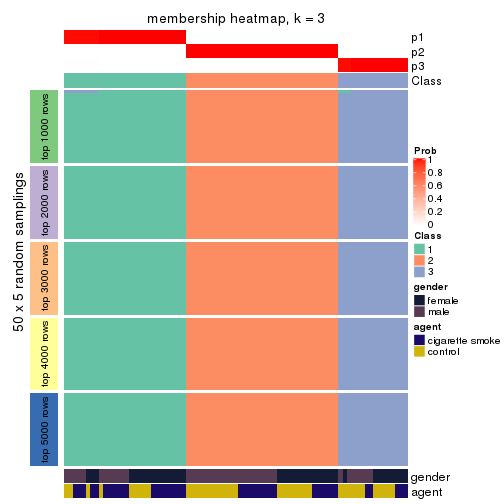 membership heatmap, k = 3
p1
p2
p3
Class
50 x 5 random samplings
top 1000 rows
top 2000 rows
top 3000 rows
top 4000 rows
top 5000 rows
gender
agent
Prob
1
0.8
0.6
0.4
0.2
0
Class
1
2
3
gender
female
male
agent
cigarette smoke
control